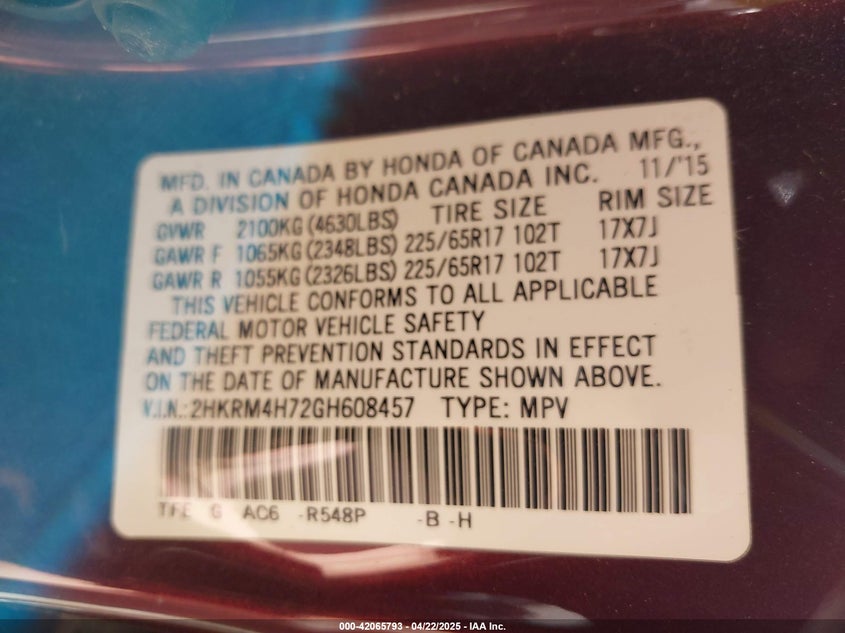 MFD. IN CANADA BY HONDA OF CANADA MFG.,
A DIVISION OF HONDA CANADA INC. 11/'15
GVWR 2100KG (4630LBS) TIRE SIZE RIM SIZE
GAWR F 1065KG (2348LBS) 225/65R17 102T 17X7J
GAWR R 1055KG (2326LBS) 225/65R17 102T 17X7J
THIS VEHICLE CONFORMS TO ALL APPLICABLE
FEDERAL MOTOR VEHICLE SAFETY
AND THEFT PREVENTION STANDARDS IN EFFECT
ON THE DATE OF MANUFACTURE SHOWN ABOVE.
V.I.N.:2HKRM4H72GH608457 TYPE: MPV
G AC6 -R548P -B -H
000-42065793 - 04/22/2025 - IAA Inc.